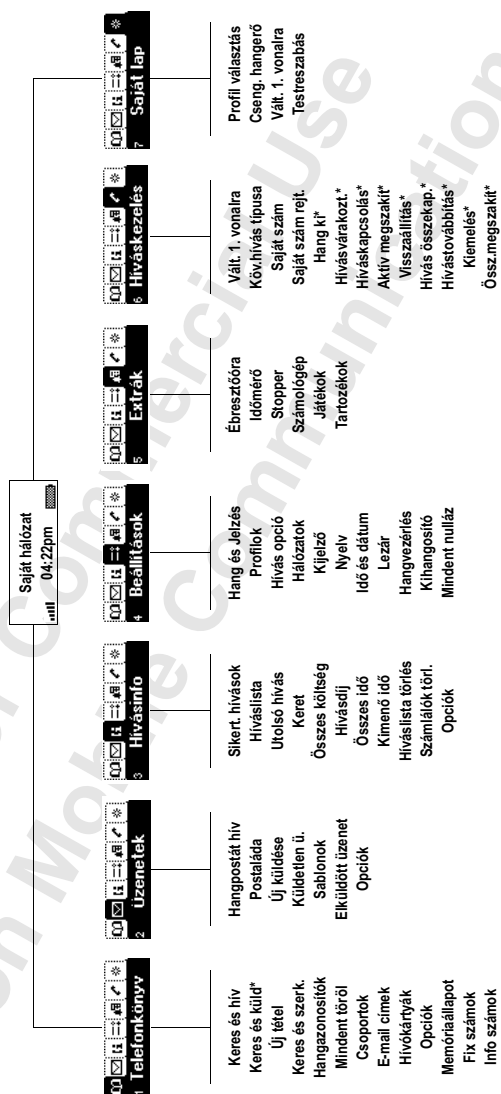 Saját hálózat
04:22pm
1 Telefonkönyv
Keres és hív
Keres és küld*
Új tétel
Keres és szerk.
Hangazonosítók
Mindent töröl
Csoportok
E-mail címek
Hívókártyák
Opciók
Memóriaállapot
Fix számok
Info számok
2 Üzenetek
Hangpostát hív
Postaláda
Új küldése
Küldetlen ü.
Sablonok
Elküldött üzenet
Opciók
3 Hívásinfo
Sikert. hívások
Híváslista
Utolsó hívás
Keret
Összes költség
Hívásdíj
Összes idő
Kimenő idő
Híváslista törlés
Számlálók törl.
Opciók
4 Beállítások
Hang és Jelzés
Profilok
Hívás opció
Hálózatok
Kijelző
Nyelv
Idő és dátum
Lezár
Hangvezérlés
Kihangosító
Mindent nulláz
5 Extrák
Ébresztőóra
Időmérő
Stopper
Számológép
Játékok
Tartozékok
6 Híváskezelés
Vált. 1. vonalra
Köv.hívás típusa
Saját szám
Saját szám rejt.
Hang ki*
Hívásvárakozt.*
Híváskapcsolás*
Aktív megszakít*
Visszaállítás*
Hívás összekap.*
Hívástovábbítás*
Kiemelés*
Össz.megszakít*
7 Saját lap
Profil választás
Cseng. hangerő
Vált. 1. vonalra
Testreszabás